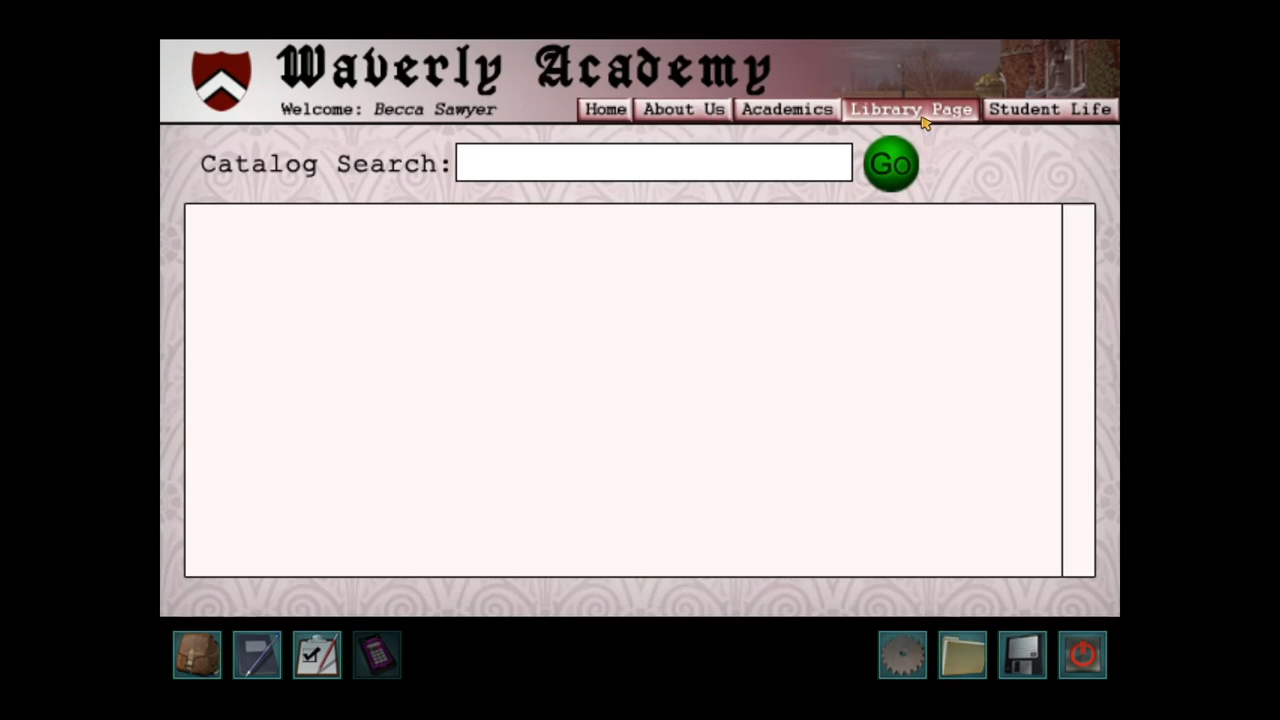 Waverly Academy
Welcome: Becca Sawyer
Home About Us Academics Library Page Student Life
Catalog Search: Go